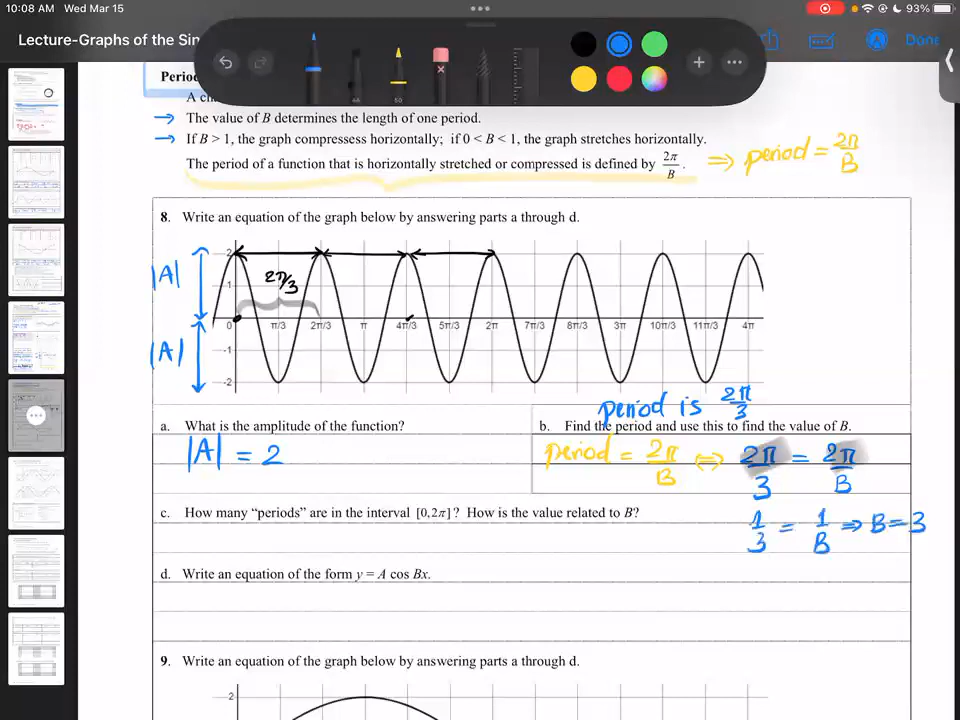 10:08 AM Wed Mar 15
93%
Lecture-Graphs of the Sin
Done
Perio
The value of B determines the length of one period.
If B > 1, the graph compressess horizontally; if 0 < B < 1, the graph stretches horizontally.
The period of a function that is horizontally stretched or compressed is defined by 2π/B. ⇒ period = 2π/B
8. Write an equation of the graph below by answering parts a through d.
|A|
|A|
2π/3
2
1
-1
-2
0 π/3 2π/3 π 4π/3 5π/3 2π 7π/3 8π/3 3π 10π/3 11π/3 4π
period is 2π/3
a. What is the amplitude of the function?
|A| = 2
b. Find the period and use this to find the value of B.
period = 2π/B ⇔ 2π/3 = 2π/B
1/3 = 1/B ⇒ B = 3
c. How many “periods” are in the interval [0,2π]? How is the value related to B?
d. Write an equation of the form y = A cos Bx.
9. Write an equation of the graph below by answering parts a through d.
2